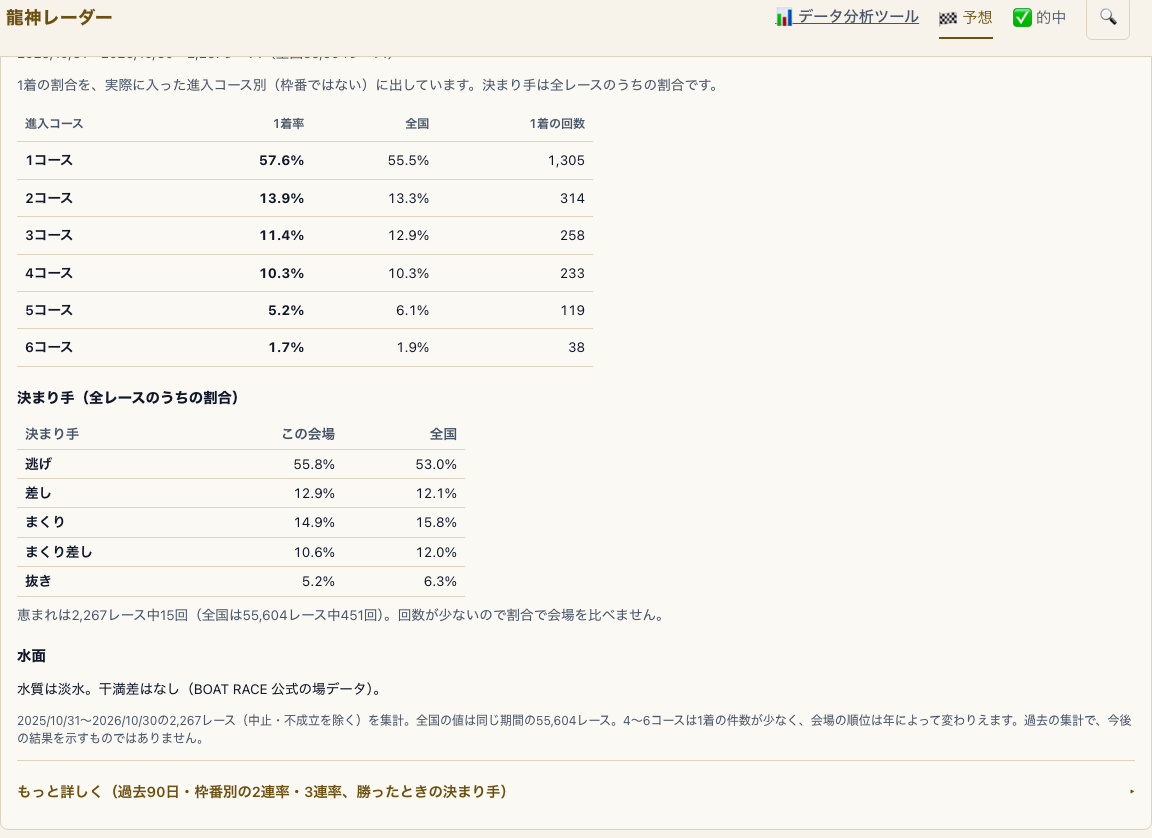 龍神レーダー
📊 データ分析ツール 🏁 予想 ✅ 的中 🔍
1着の割合を、実際に入った進入コース別（枠番ではない）に出しています。決まり手は全レースのうちの割合です。
進入コース 1着率 全国 1着の回数
1コース 57.6% 55.5% 1,305
2コース 13.9% 13.3% 314
3コース 11.4% 12.9% 258
4コース 10.3% 10.3% 233
5コース 5.2% 6.1% 119
6コース 1.7% 1.9% 38
決まり手（全レースのうちの割合）
決まり手 この会場 全国
逃げ 55.8% 53.0%
差し 12.9% 12.1%
まくり 14.9% 15.8%
まくり差し 10.6% 12.0%
抜き 5.2% 6.3%
恵まれは2,267レース中15回（全国は55,604レース中451回）。回数が少ないので割合で会場を比べません。
水面
水質は淡水。干満差はなし（BOAT RACE 公式の場データ）。
2025/10/31〜2026/10/30の2,267レース（中止・不成立を除く）を集計。全国の値は同じ期間の55,604レース。4〜6コースは1着の件数が少なく、会場の順位は年によって変わりえます。過去の集計で、今後
の結果を示すものではありません。
もっと詳しく（過去90日・枠番別の2連率・3連率、勝ったときの決まり手） ▸